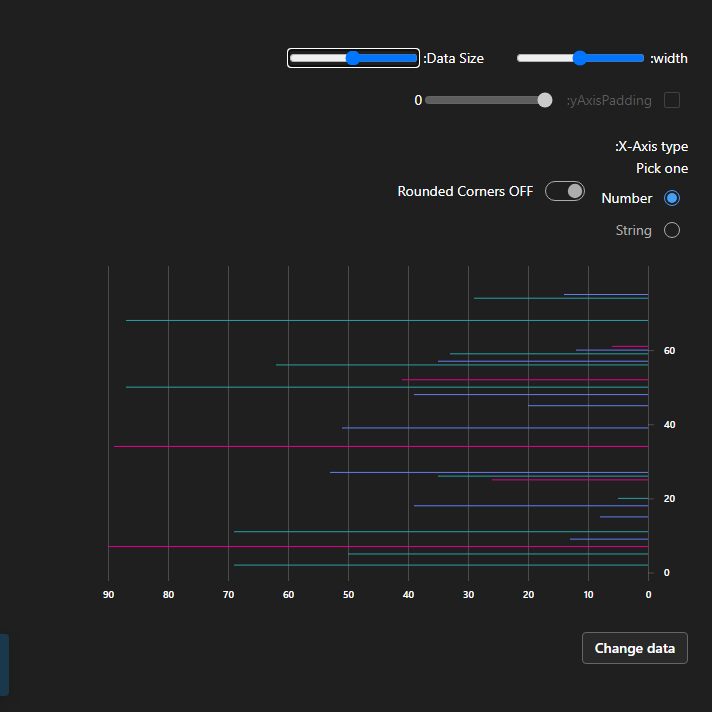 :width
:Data Size
:yAxisPadding
0
:X-Axis type
Pick one
Number
Rounded Corners OFF
String
60
40
20
0
90 80 70 60 50 40 30 20 10 0
Change data